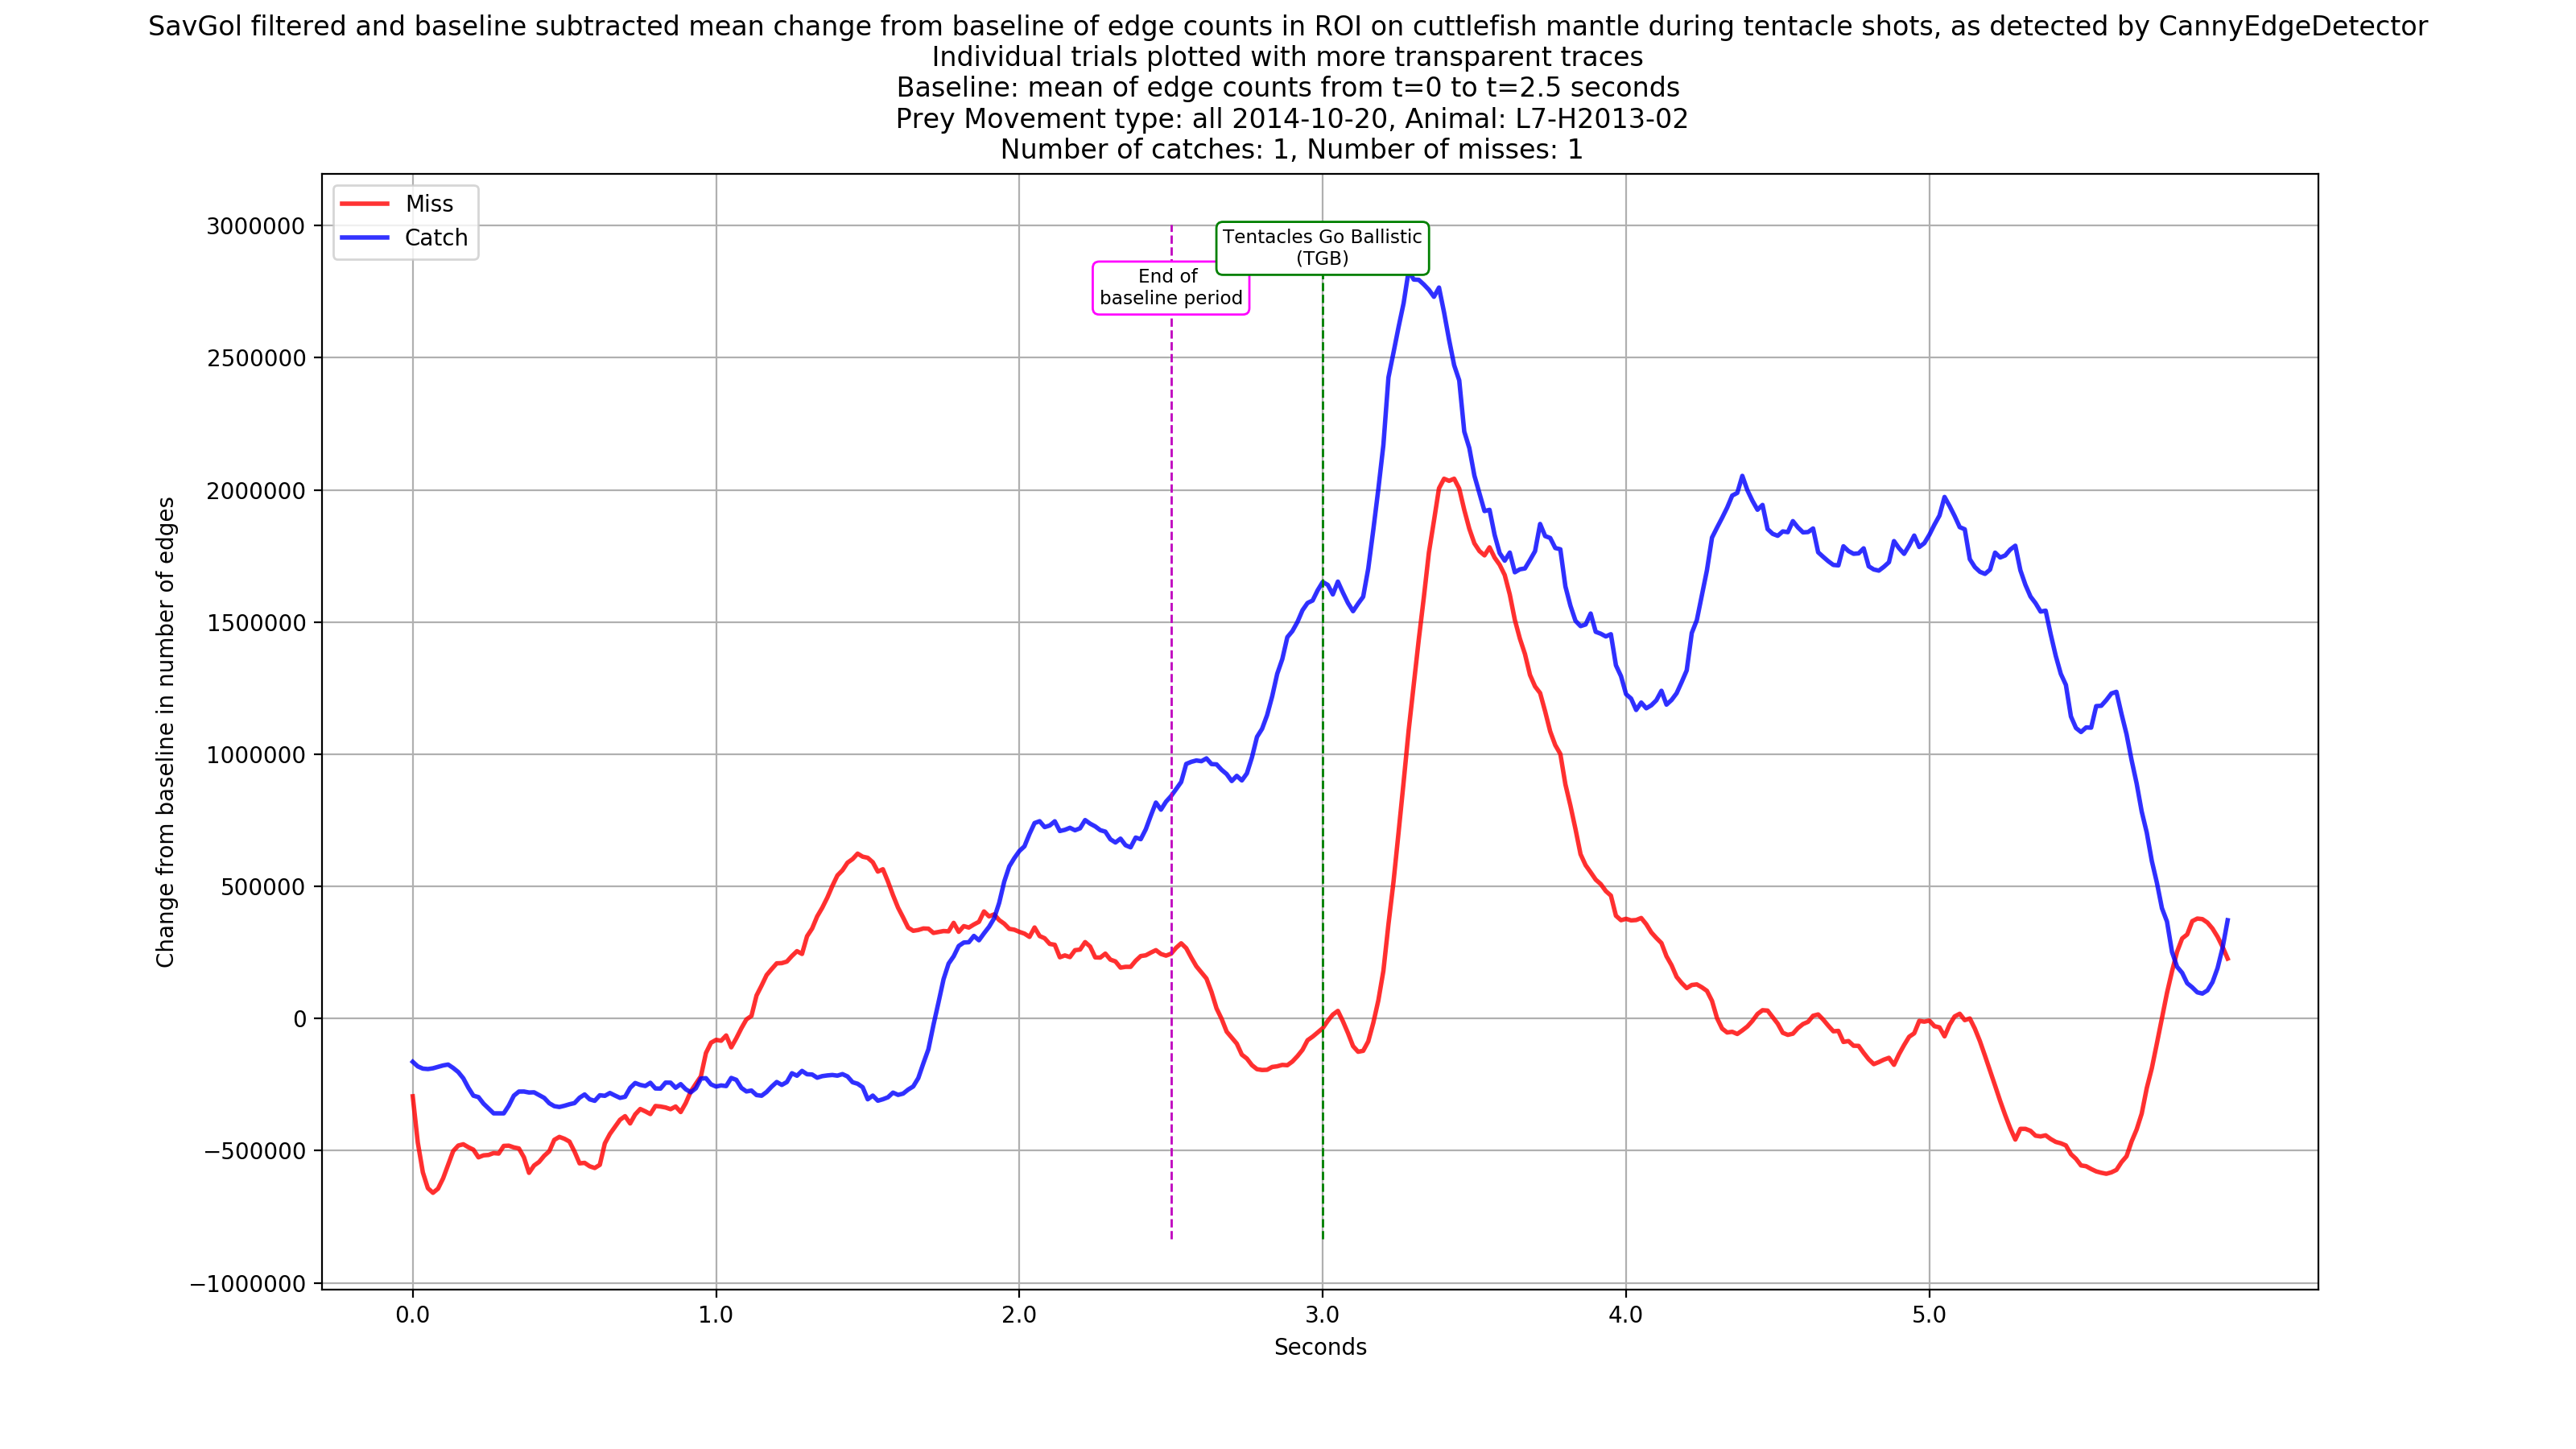 SavGol filtered and baseline subtracted mean change from baseline of edge counts in ROI on cuttlefish mantle during tentacle shots, as detected by CannyEdgeDetector
Individual trials plotted with more transparent traces
Baseline: mean of edge counts from t=0 to t=2.5 seconds
Prey Movement type: all 2014-10-20, Animal: L7-H2013-02
Number of catches: 1, Number of misses: 1
Miss
Catch
Tentacles Go Ballistic
(TGB)
End of
baseline period
3000000
2500000
2000000
1500000
1000000
500000
0
−500000
−1000000
Change from baseline in number of edges
0.0
1.0
2.0
3.0
4.0
5.0
Seconds